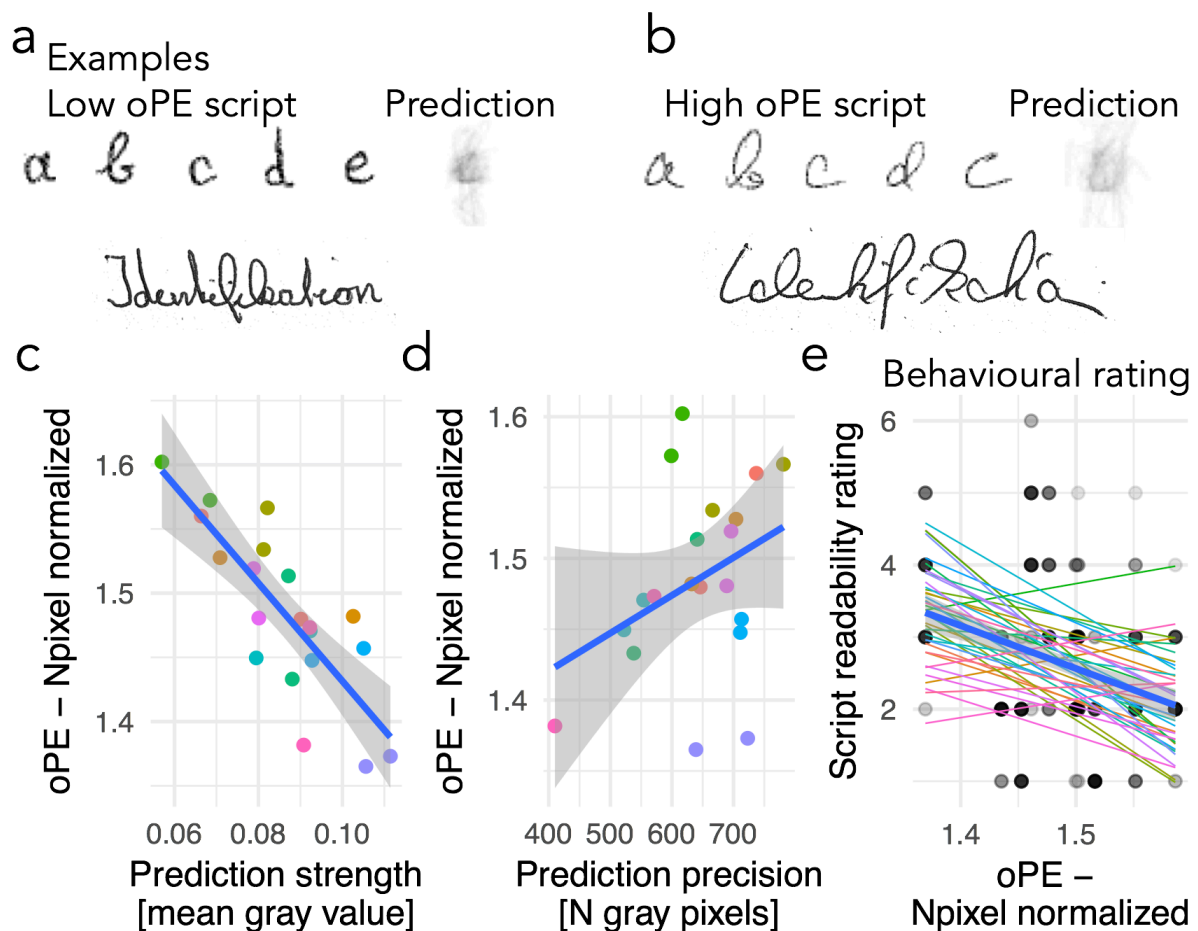 a
Examples
Low oPE script Prediction
a b c d e
Identifikation
b
High oPE script Prediction
a b c d c
Identifikation
c
oPE – Npixel normalized
1.6
1.5
1.4
0.06 0.08 0.10
Prediction strength
[mean gray value]
d
oPE – Npixel normalized
1.6
1.5
1.4
400 500 600 700
Prediction precision
[N gray pixels]
e
Behavioural rating
Script readability rating
6
4
2
1.4 1.5
oPE –
Npixel normalized